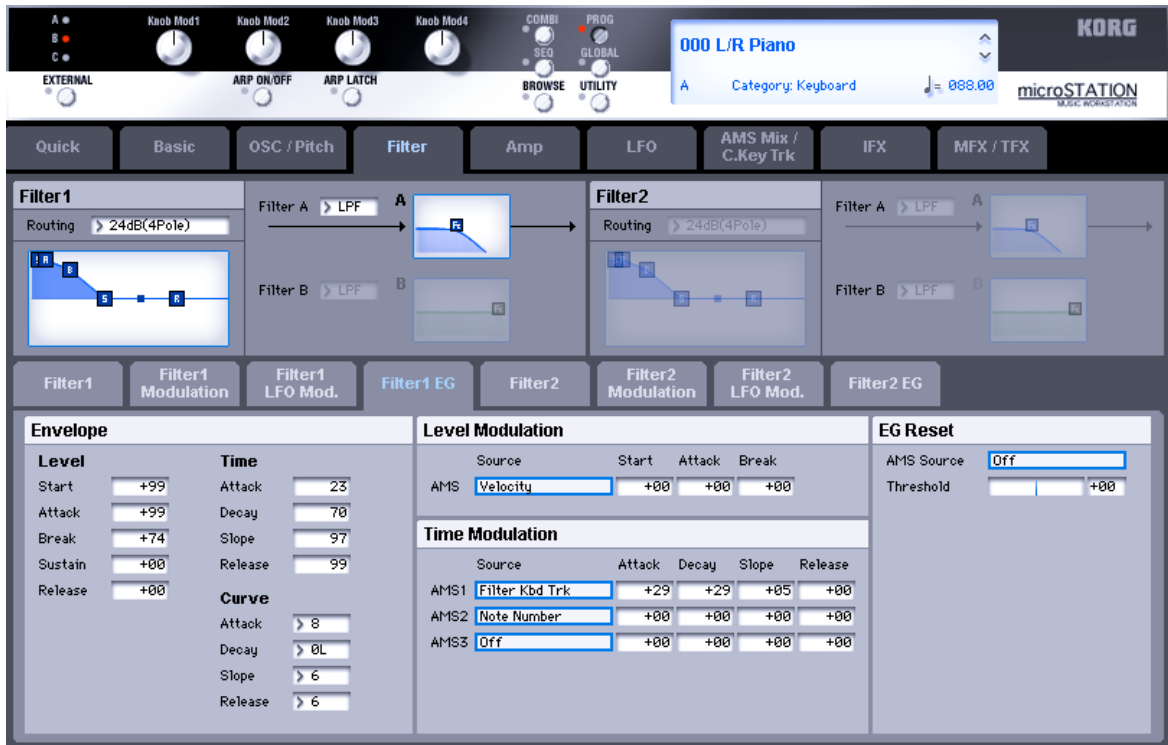 A
B
C
Knob Mod1 Knob Mod2 Knob Mod3 Knob Mod4
COMBI PROG
SEQ GLOBAL
EXTERNAL ARP ON/OFF ARP LATCH BROWSE UTILITY
000 L/R Piano
A Category: Keyboard ♩= 088.00
KORG
microSTATION
MUSIC WORKSTATION
Quick Basic OSC / Pitch Filter Amp LFO AMS Mix / C.Key Trk IFX MFX / TFX
Filter1
Routing 24dB(4Pole)
A B S R
Filter A LPF A
Fc
Filter B LPF B
Fc
Filter2
Routing 24dB(4Pole)
Filter A LPF A
Fc
Filter B LPF B
Fc
Filter1 Filter1 Modulation Filter1 LFO Mod. Filter1 EG Filter2 Filter2 Modulation Filter2 LFO Mod. Filter2 EG
Envelope
Level Time
Start +99 Attack 23
Attack +99 Decay 70
Break +74 Slope 97
Sustain +00 Release 99
Release +00
Curve
Attack 8
Decay 0L
Slope 6
Release 6
Level Modulation
Source Start Attack Break
AMS Velocity +00 +00 +00
Time Modulation
Source Attack Decay Slope Release
AMS1 Filter Kbd Trk +29 +29 +05 +00
AMS2 Note Number +00 +00 +00 +00
AMS3 Off +00 +00 +00 +00
EG Reset
AMS Source Off
Threshold +00